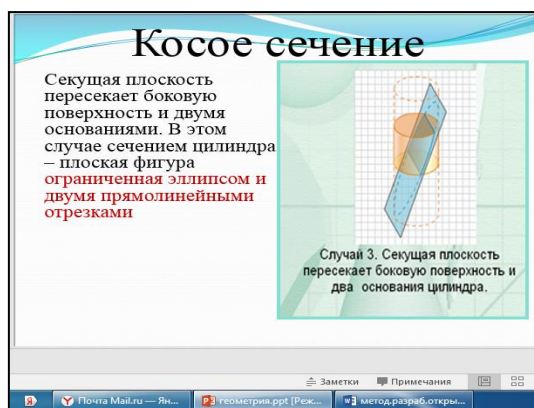 Косое сечение
Секущая плоскость
пересекает боковую
поверхность и двумя
основаниями. В этом
случае сечением цилиндра
– плоская фигура
ограниченная эллипсом и
двумя прямолинейными
отрезками
Случай 3. Секущая плоскость
пересекает боковую поверхность и
два основания цилиндра.
Заметки Примечания
Я Почта Mail.ru — Ян... геометрия.ppt [Реж... метод.разраб.откры...